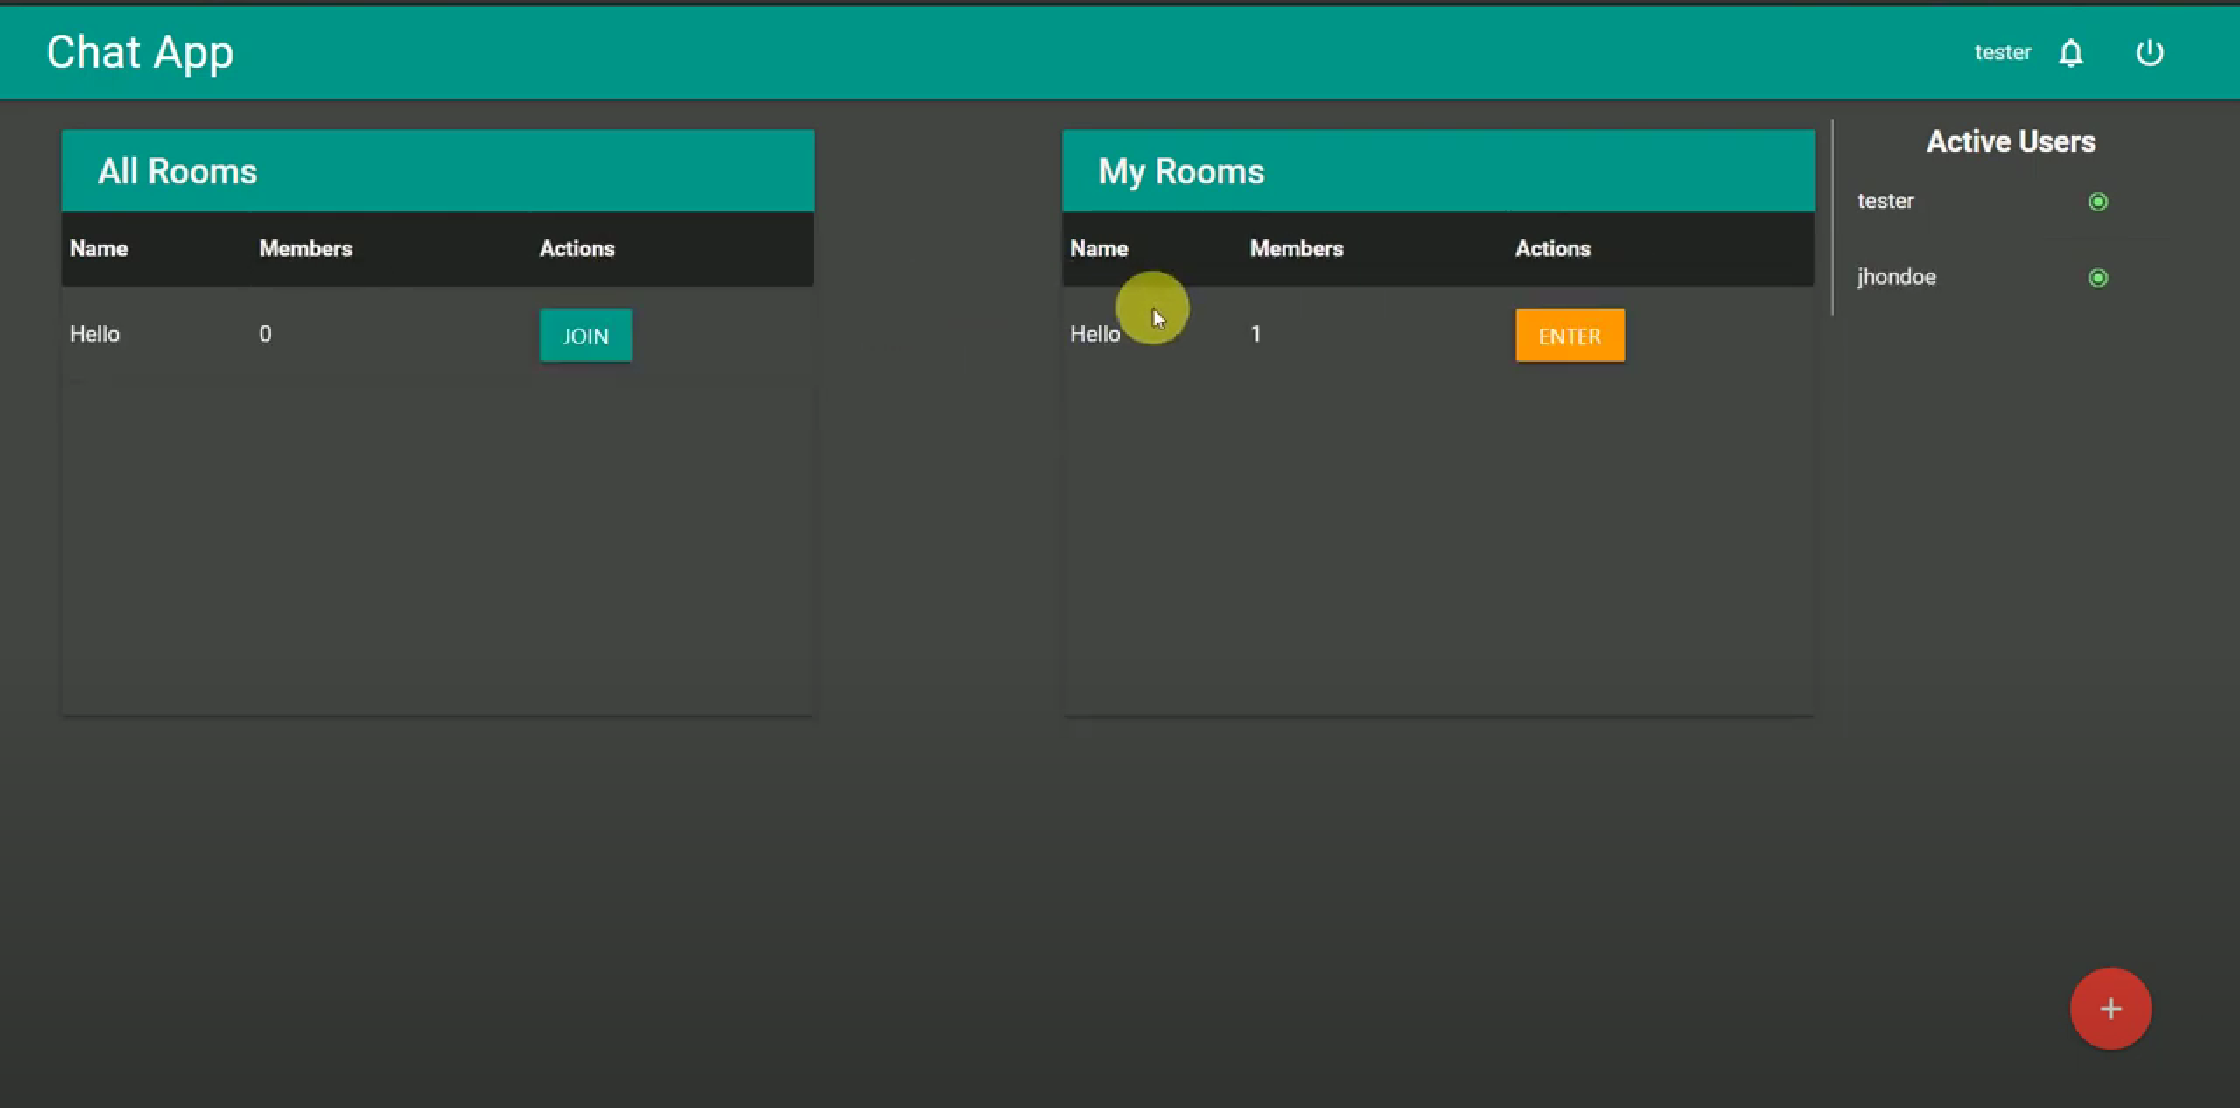 Chat App
tester
All Rooms
Name Members Actions
Hello 0 JOIN
My Rooms
Name Members Actions
Hello 1 ENTER
Active Users
tester
jhondoe
+